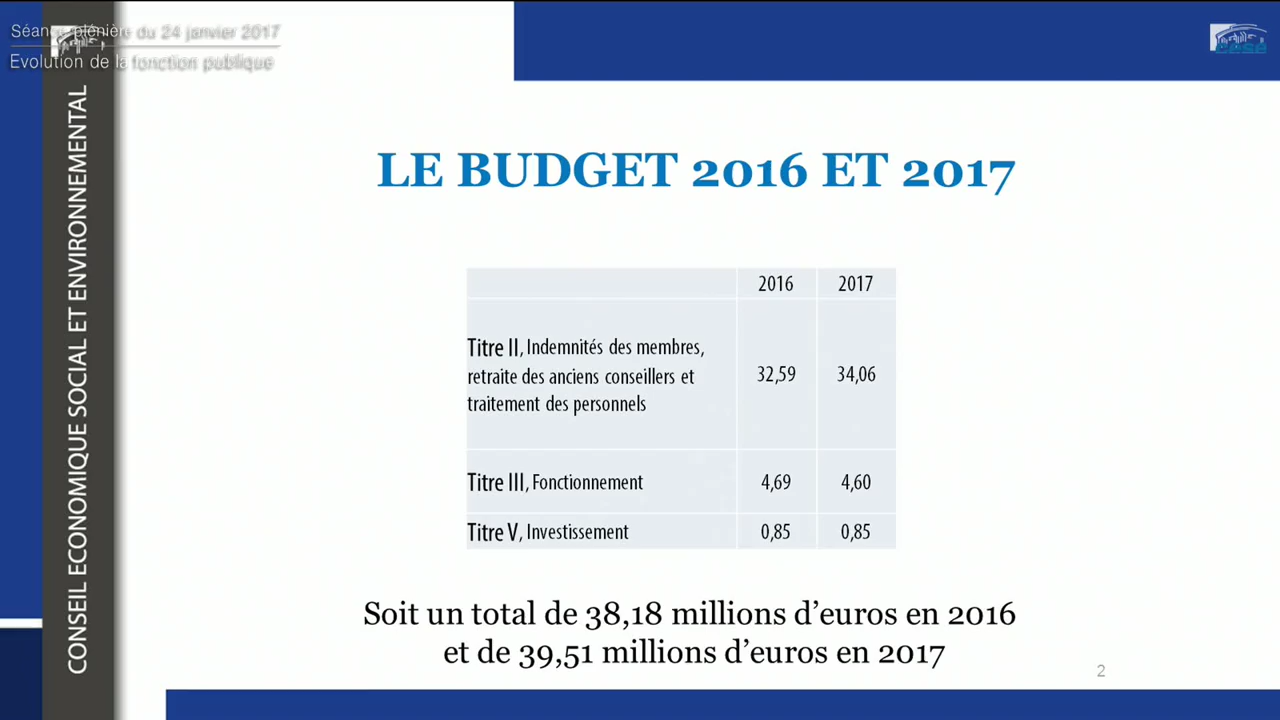 Séance plénière du 24 janvier 2017
Evolution de la fonction publique
cese
CONSEIL ECONOMIQUE SOCIAL ET ENVIRONNEMENTAL
LE BUDGET 2016 ET 2017
2016 2017
Titre II, Indemnités des membres,
retraite des anciens conseillers et
traitement des personnels
32,59 34,06
Titre III, Fonctionnement 4,69 4,60
Titre V, Investissement 0,85 0,85
Soit un total de 38,18 millions d’euros en 2016
et de 39,51 millions d’euros en 2017
2